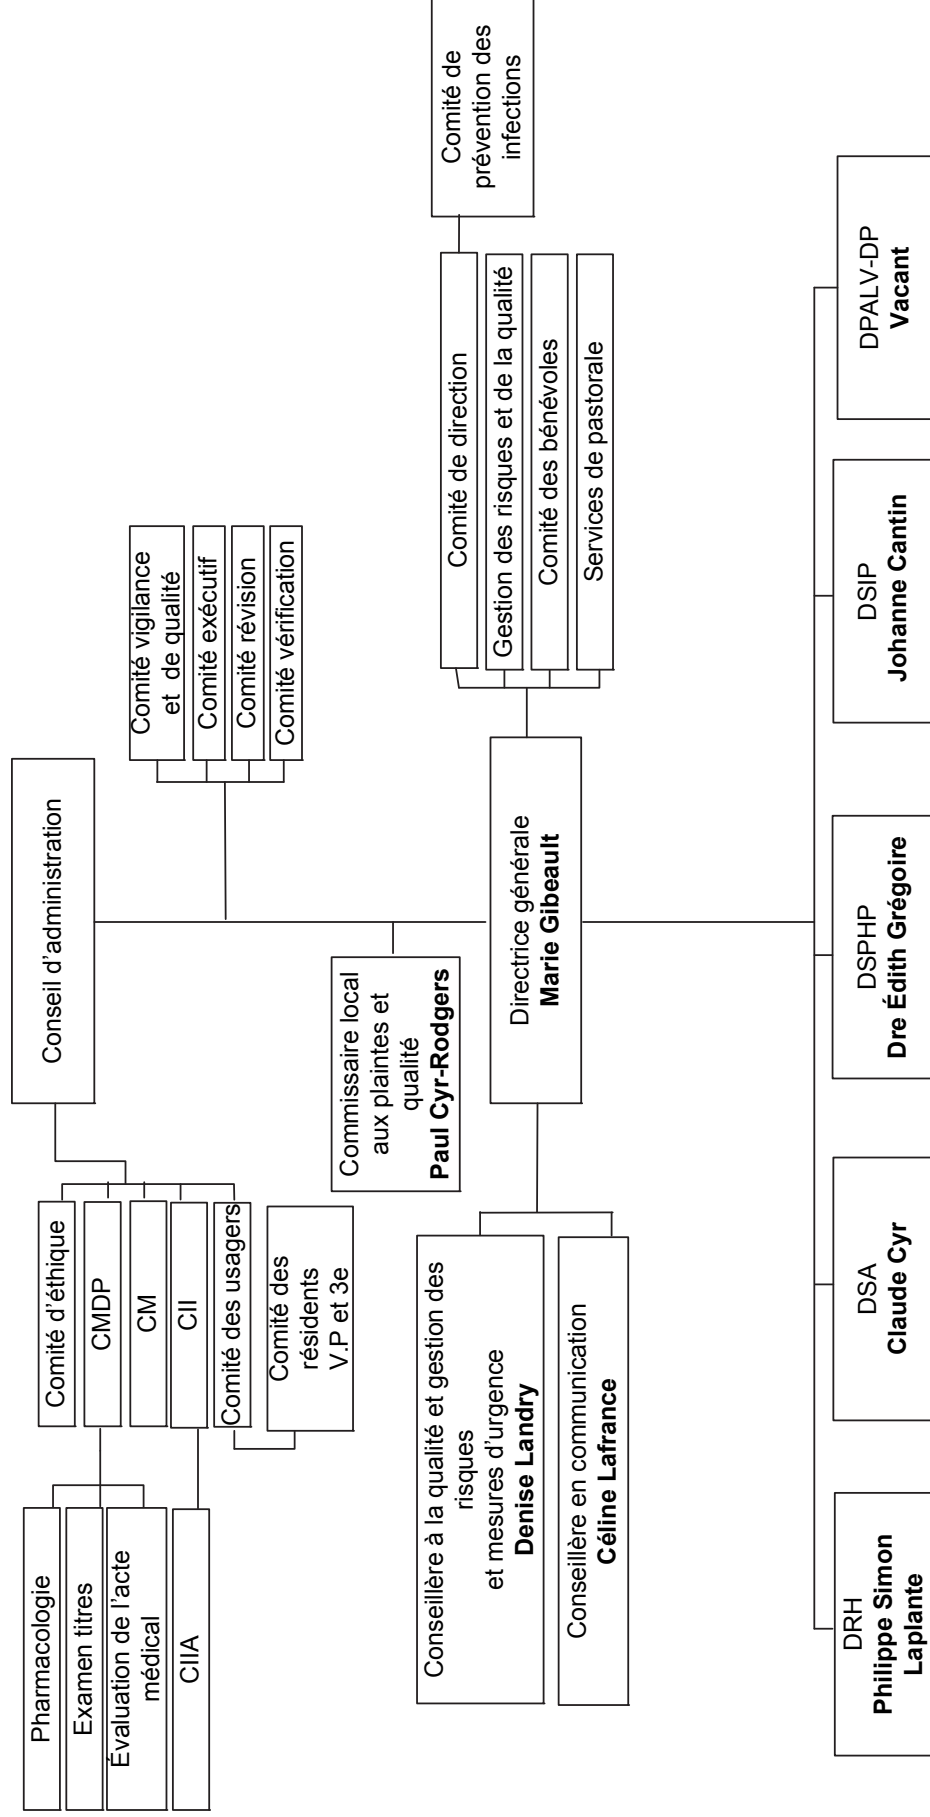 Conseil d'administration
Comité d'éthique
CMDP
CM
CII
Comité des usagers
Comité des
résidents
V.P et 3e
Pharmacologie
Examen titres
Évaluation de l'acte
médical
CIIA
Comité vigilance
et de qualité
Comité exécutif
Comité révision
Comité vérification
Commissaire local
aux plaintes et
qualité
Paul Cyr-Rodgers
Directrice générale
Marie Gibeault
Conseillère à la qualité et gestion des
risques
et mesures d'urgence
Denise Landry
Conseillère en communication
Céline Lafrance
Comité de direction
Gestion des risques et de la qualité
Comité des bénévoles
Services de pastorale
Comité de
prévention des
infections
DRH
Philippe Simon
Laplante
DSA
Claude Cyr
DSPHP
Dre Édith Grégoire
DSIP
Johanne Cantin
DPALV-DP
Vacant